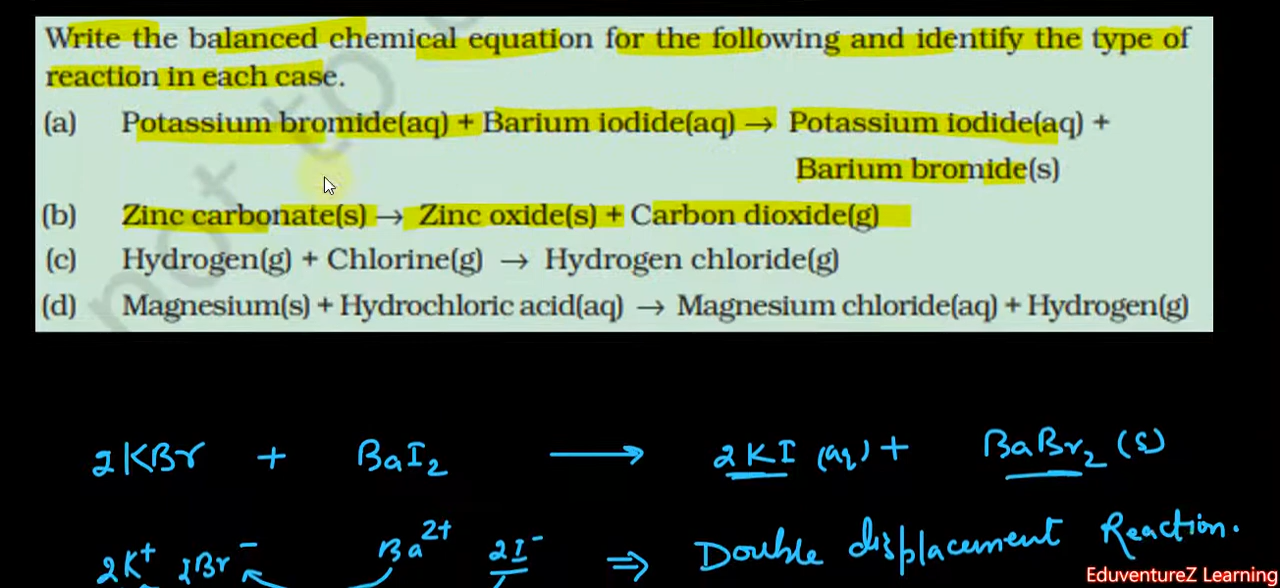 Write the balanced chemical equation for the following and identify the type of
reaction in each case.
(a) Potassium bromide(aq) + Barium iodide(aq) → Potassium iodide(aq) +
Barium bromide(s)
(b) Zinc carbonate(s) → Zinc oxide(s) + Carbon dioxide(g)
(c) Hydrogen(g) + Chlorine(g) → Hydrogen chloride(g)
(d) Magnesium(s) + Hydrochloric acid(aq) → Magnesium chloride(aq) + Hydrogen(g)
not to
2KBr + BaI₂ ⟶ 2KI (aq) + BaBr₂ (s)
2K⁺ 2Br⁻ Ba²⁺ 2I⁻ ⇒ Double displacement Reaction.
EduventureZ Learning